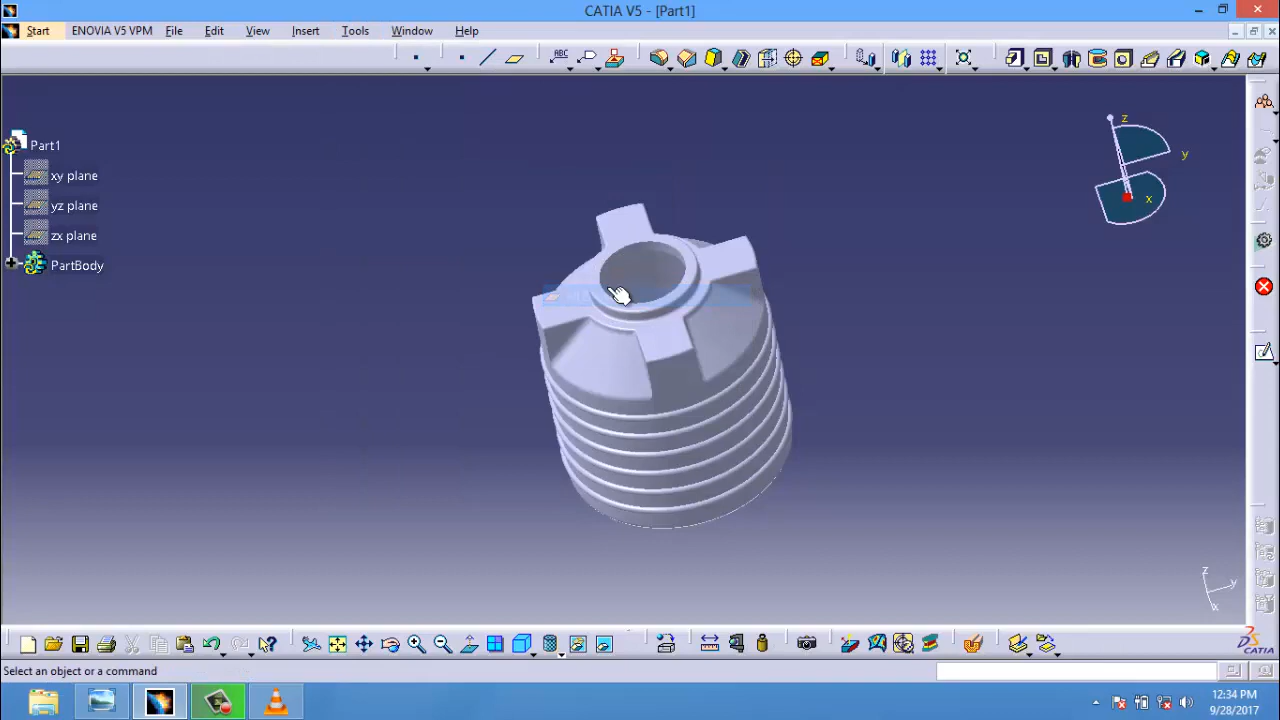 CATIA V5 - [Part1]
Start ENOVIA V5 VPM File Edit View Insert Tools Window Help
Part1
xy plane
yz plane
zx plane
PartBody
z
y
x
z
y
x
CATIA
Select an object or a command
12:34 PM
9/28/2017